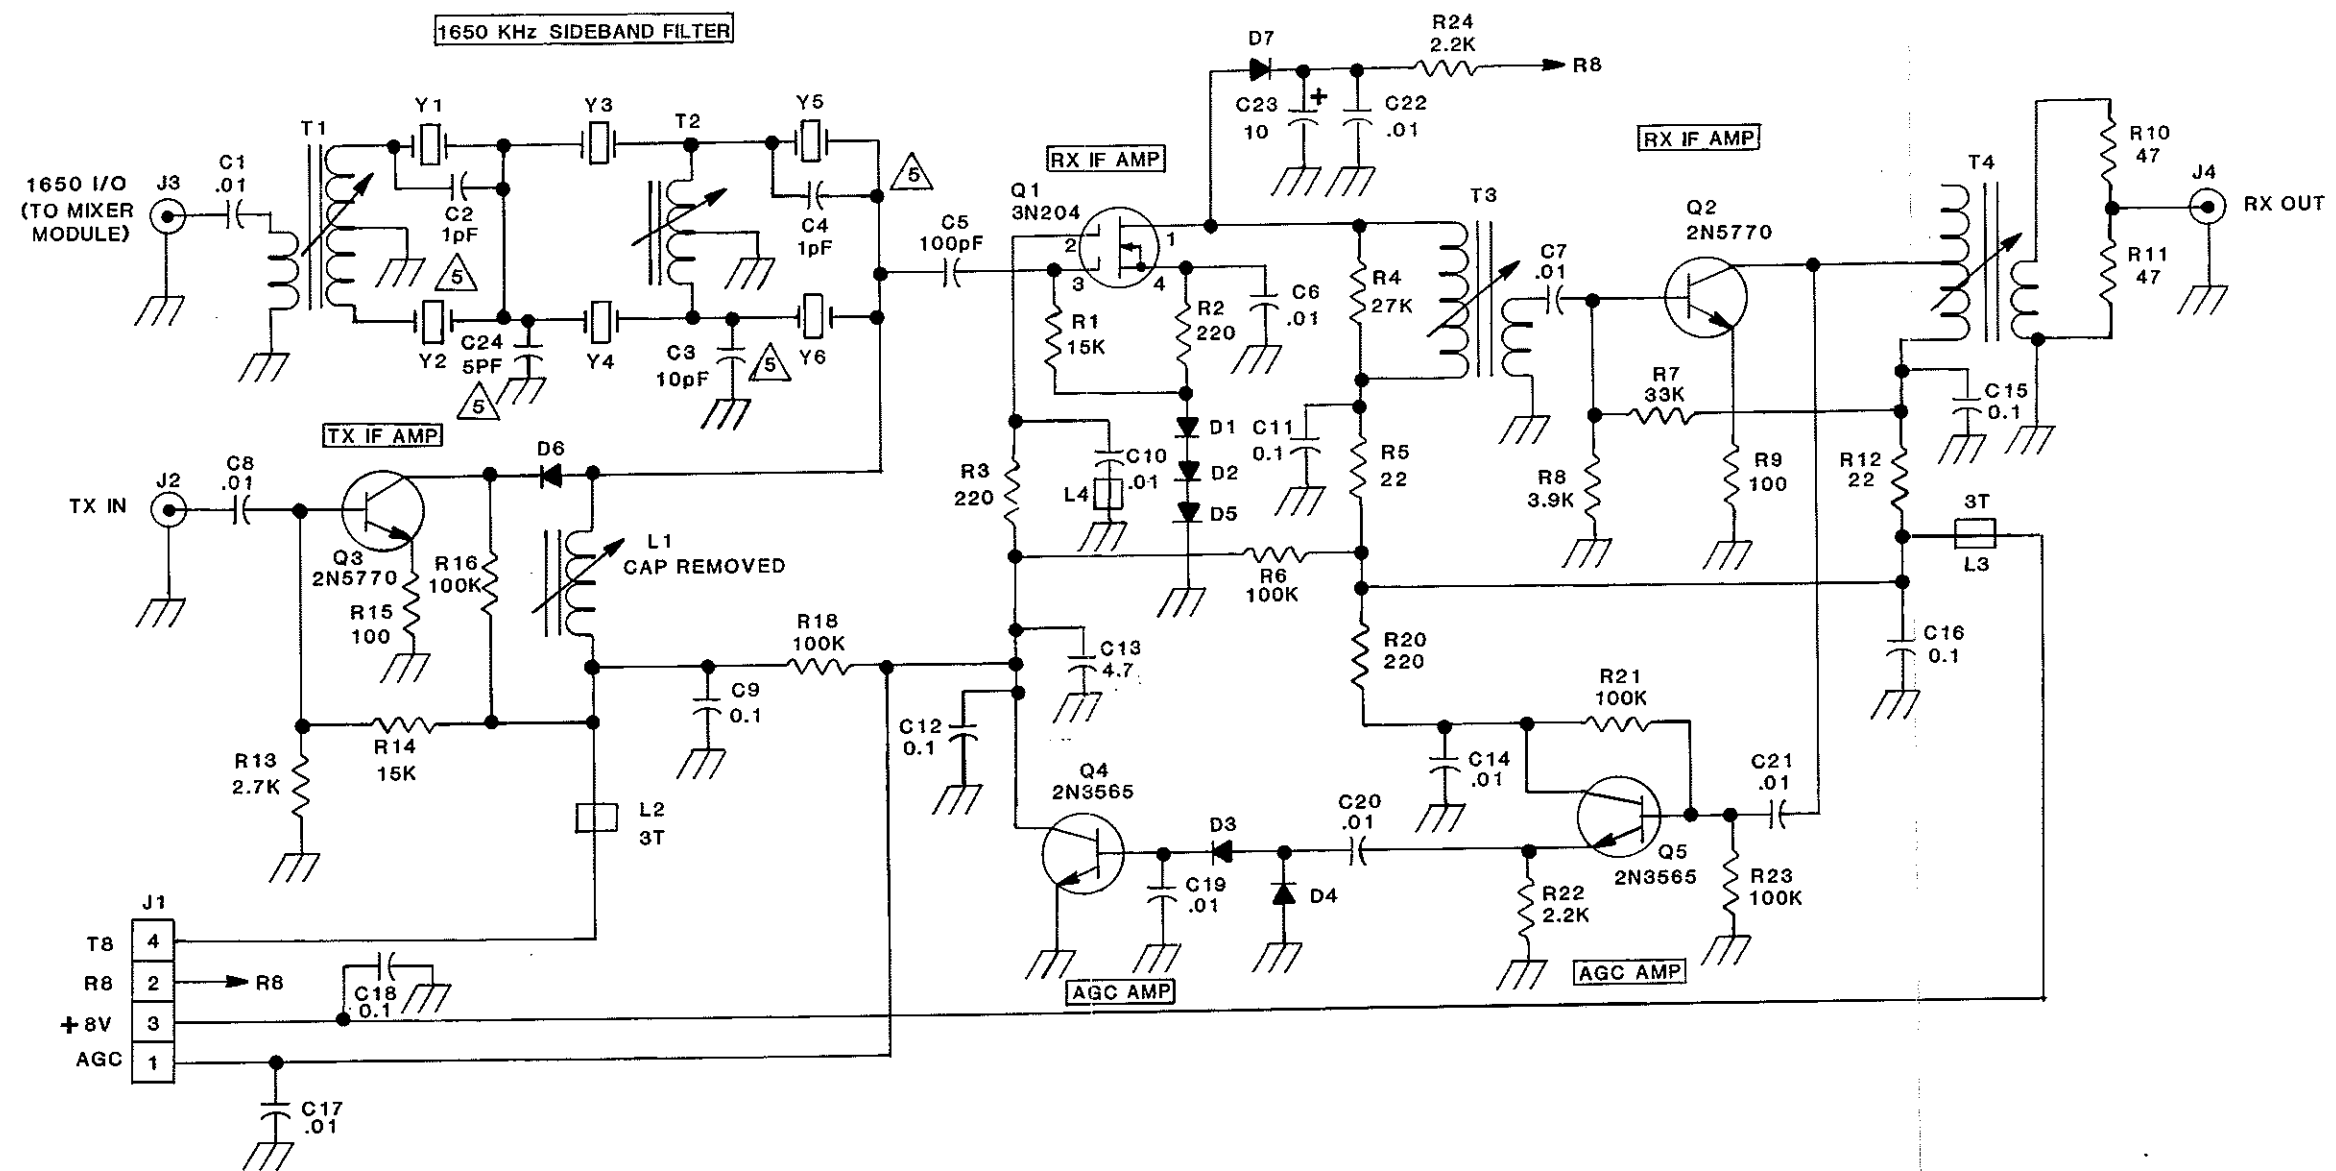 1650 KHz SIDEBAND FILTER
R24
2.2K
D7
R8
C23
+
10
C22
.01
Y1
Y3
Y5
T1
T2
C1
.01
1650 I/O
(TO MIXER
MODULE)
J3
C2
1pF
5
C4
1pF
5
Y2
C24
5PF
5
Y4
C3
10pF
5
Y6
C5
100pF
RX IF AMP
Q1
3N204
2
3
1
4
R1
15K
R2
220
C6
.01
R4
27K
T3
C7
.01
RX IF AMP
Q2
2N5770
T4
R10
47
R11
47
J4
RX OUT
R7
33K
C15
0.1
R8
3.9K
R9
100
R12
22
3T
L3
TX IF AMP
D6
TX IN
J2
C8
.01
Q3
2N5770
R15
100
R16
100K
L1
CAP REMOVED
R3
220
C10
.01
L4
D1
D2
D5
C11
0.1
R5
22
R6
100K
R18
100K
C13
4.7
R20
220
R21
100K
C16
0.1
R13
2.7K
R14
15K
C9
0.1
C12
0.1
L2
3T
Q4
2N3565
C14
.01
C21
.01
C20
.01
D3
C19
.01
D4
Q5
2N3565
R22
2.2K
R23
100K
AGC AMP
AGC AMP
J1
T8
4
R8
2
R8
+8V
3
AGC
1
C18
0.1
C17
.01